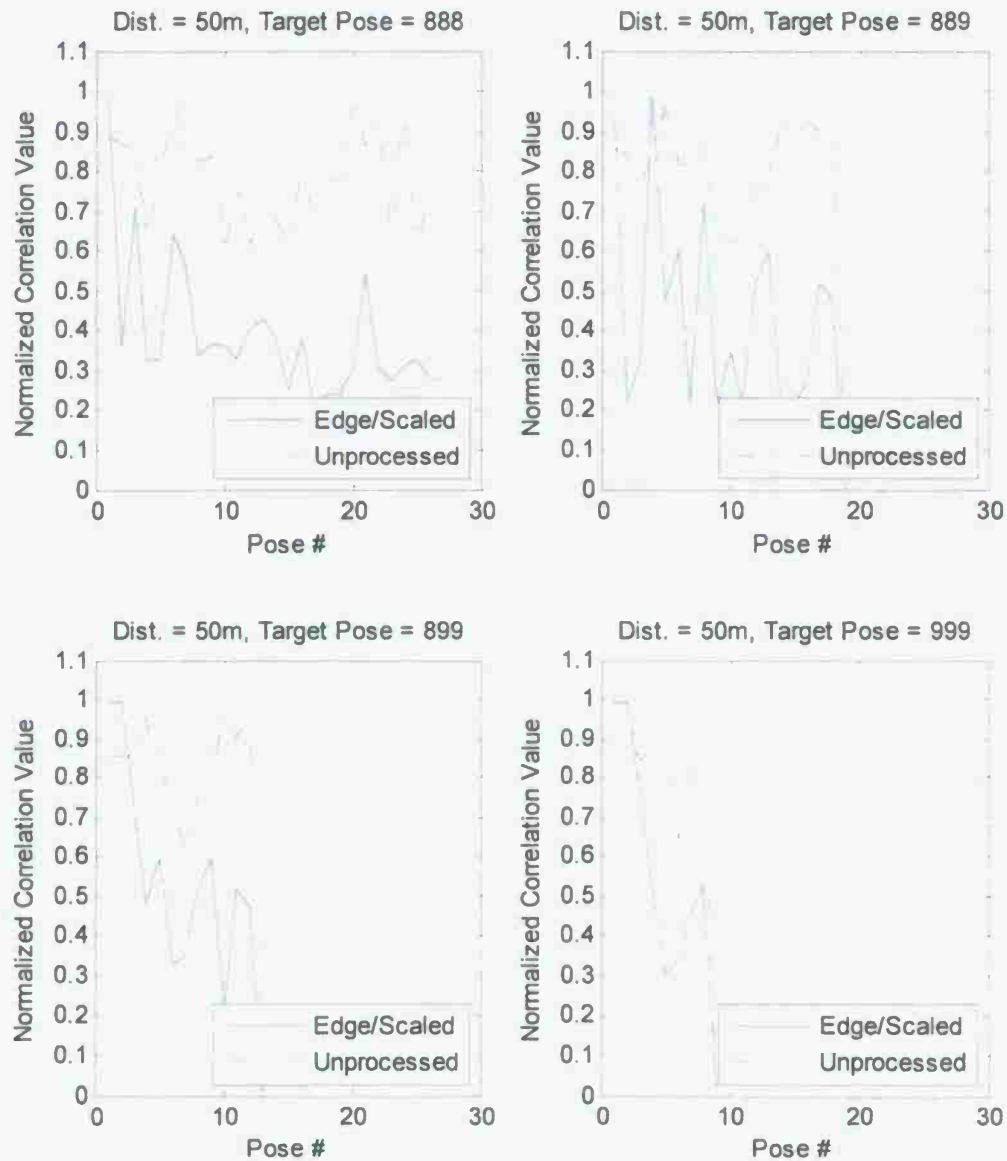 Dist. = 50m, Target Pose = 888
Normalized Correlation Value
1.1
1
0.9
0.8
0.7
0.6
0.5
0.4
0.3
0.2
0.1
0
0 10 20 30
Pose #
Edge/Scaled
Unprocessed
Dist. = 50m, Target Pose = 889
Normalized Correlation Value
1.1
1
0.9
0.8
0.7
0.6
0.5
0.4
0.3
0.2
0.1
0
0 10 20 30
Pose #
Edge/Scaled
Unprocessed
Dist. = 50m, Target Pose = 899
Normalized Correlation Value
1.1
1
0.9
0.8
0.7
0.6
0.5
0.4
0.3
0.2
0.1
0
0 10 20 30
Pose #
Edge/Scaled
Unprocessed
Dist. = 50m, Target Pose = 999
Normalized Correlation Value
1.1
1
0.9
0.8
0.7
0.6
0.5
0.4
0.3
0.2
0.1
0
0 10 20 30
Pose #
Edge/Scaled
Unprocessed